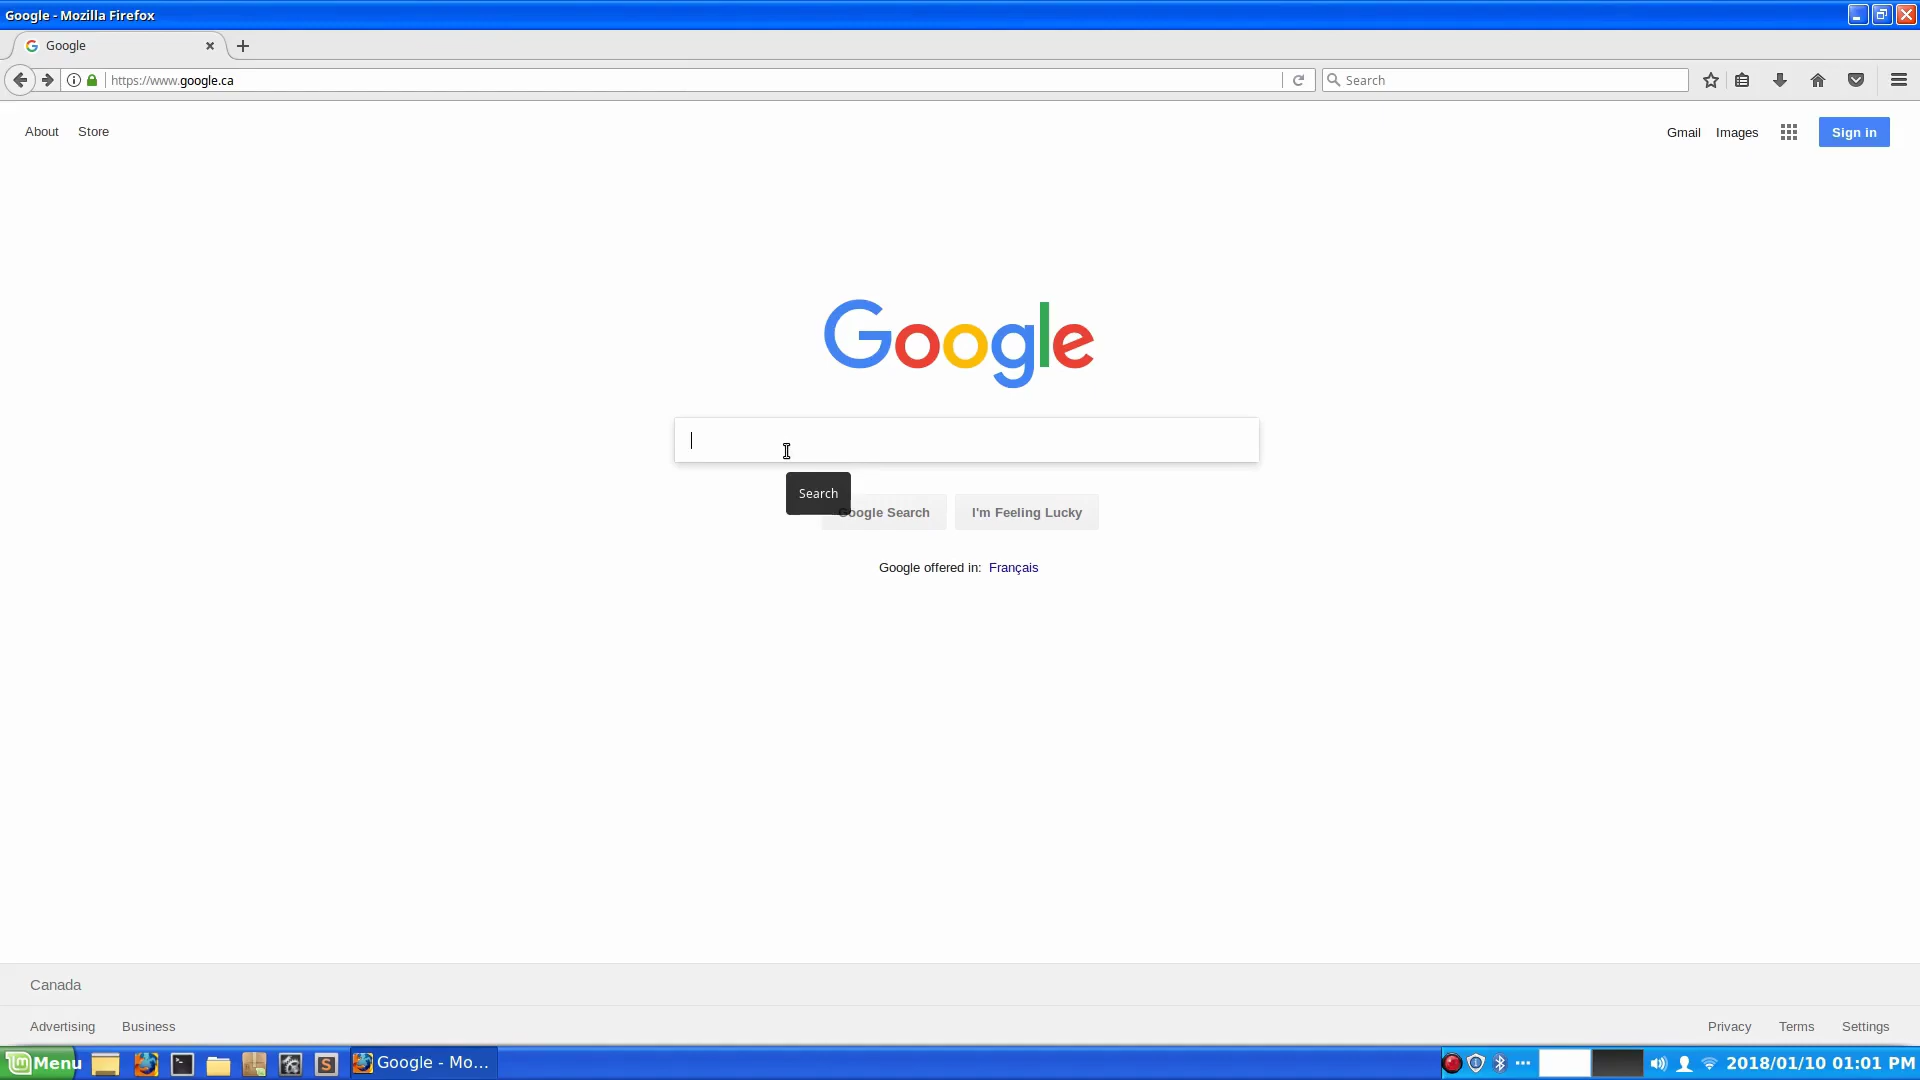 Google - Mozilla Firefox
Google
https://www.google.ca
Search
About Store
Gmail Images Sign in
Google
Search
Google Search I'm Feeling Lucky
Google offered in: Français
Canada
Advertising Business
Privacy Terms Settings
Menu Google - Mo... 2018/01/10 01:01 PM